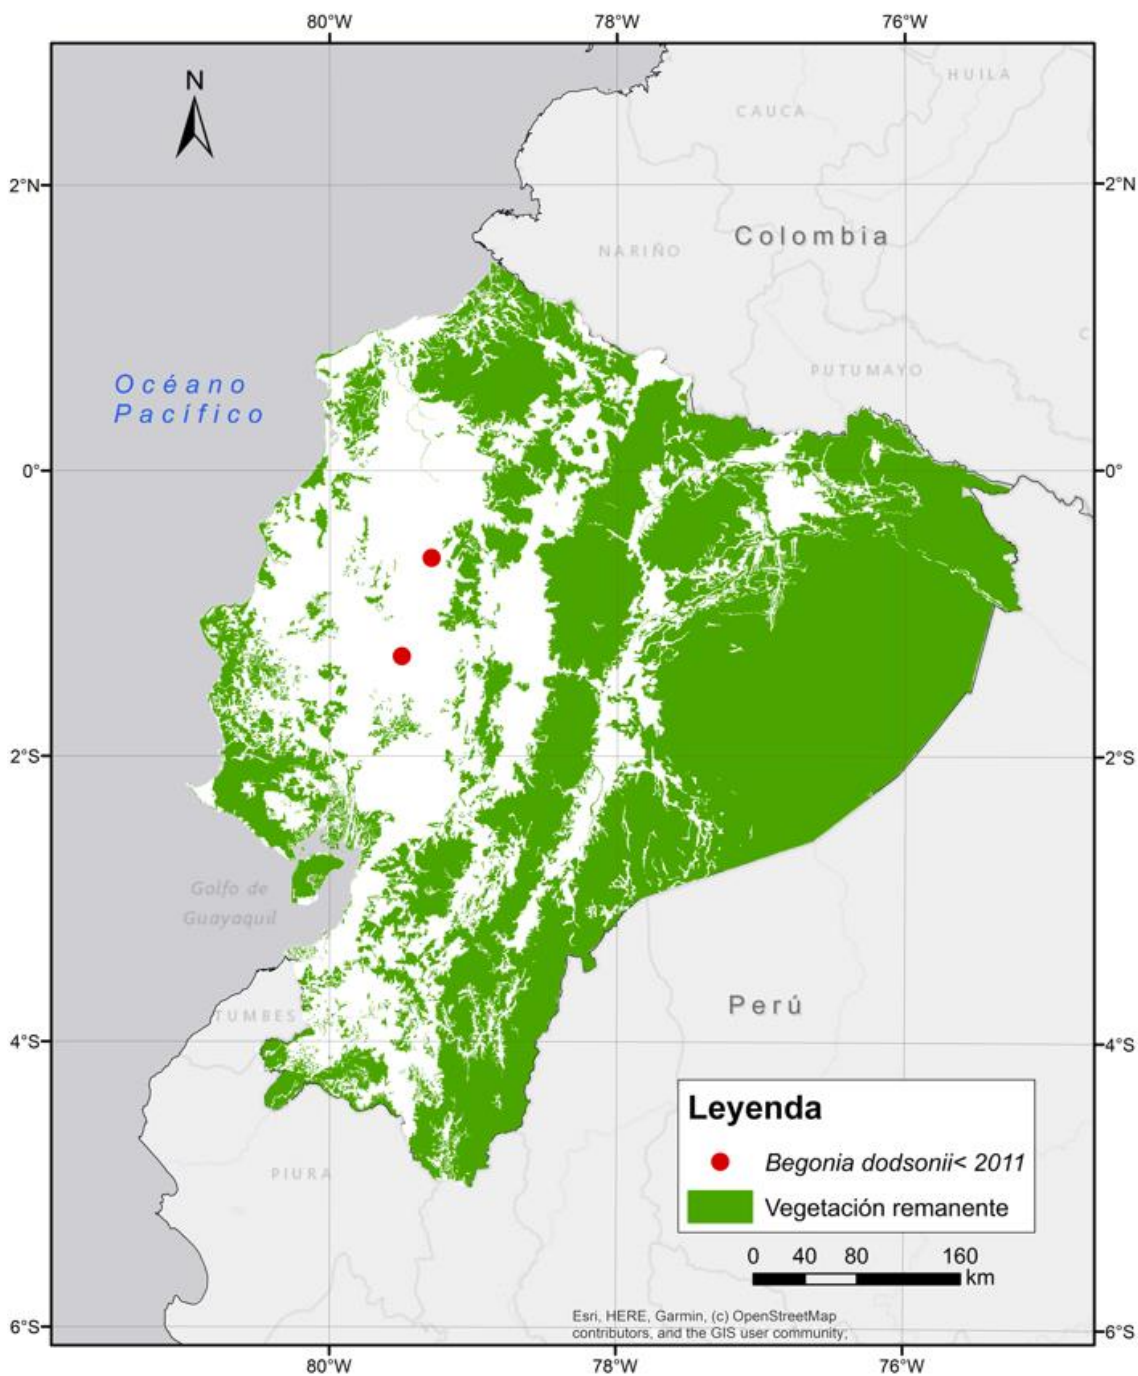 80°W
78°W
76°W
N
HUILA
CAUCA
2°N
2°N
Colombia
NARIÑO
PUTUMAYO
C
Océano
Pacífico
0°
0°
2°S
2°S
Golfo de
Guayaquil
Perú
TUMBES
4°S
4°S
Leyenda
Begonia dodsonii< 2011
Vegetación remanente
PIURA
0 40 80 160
km
Esri, HERE, Garmin, (c) OpenStreetMap
contributors, and the GIS user community,
6°S
6°S
80°W
78°W
76°W